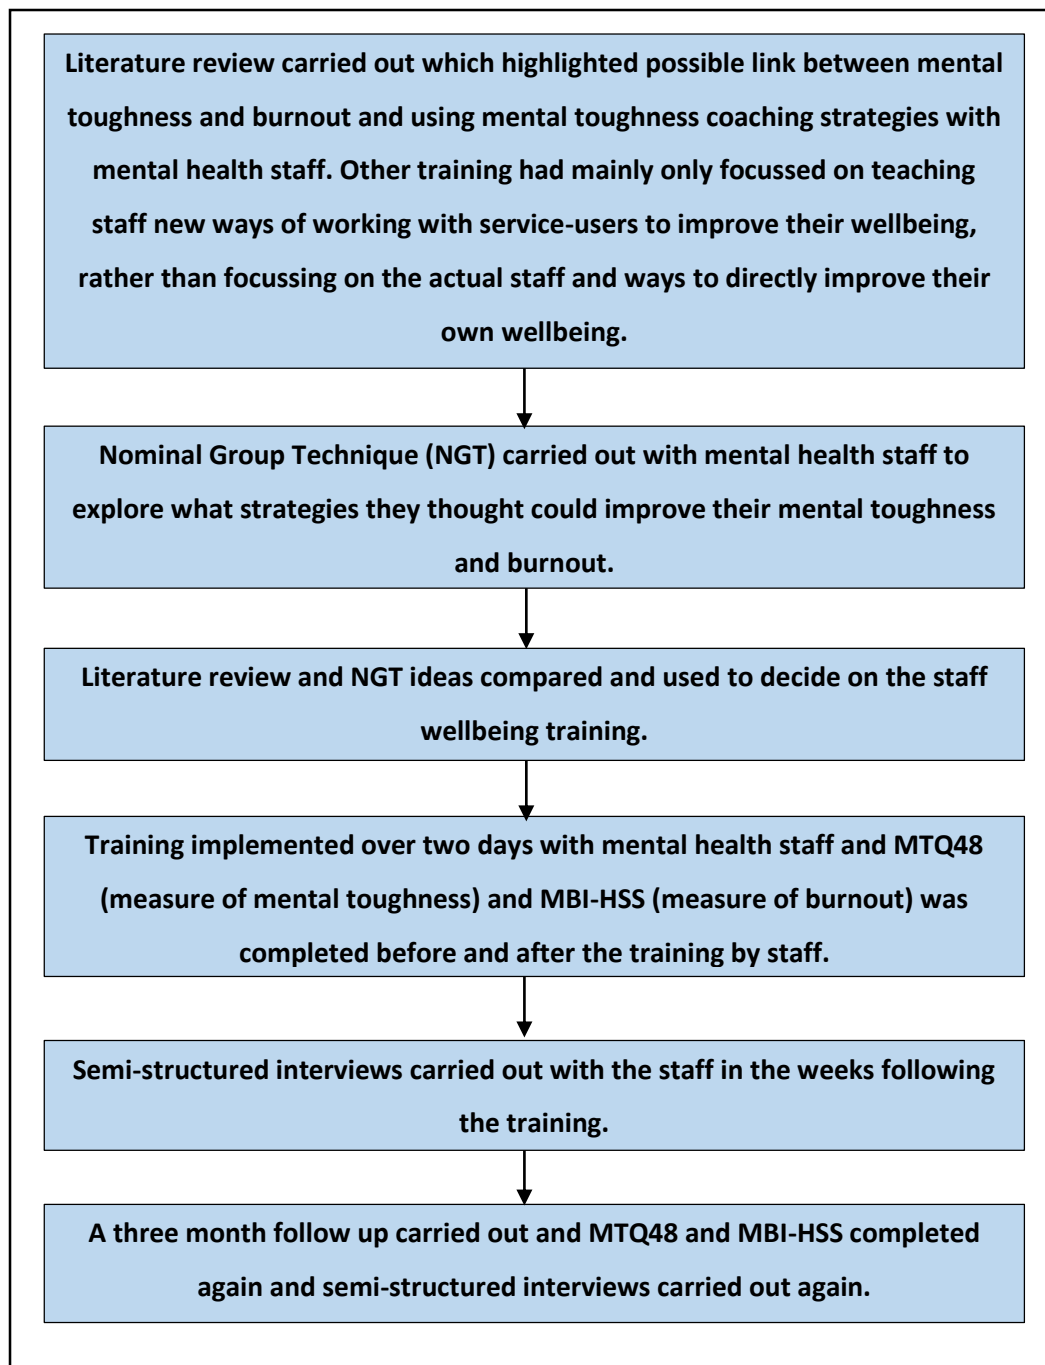 Literature review carried out which highlighted possible link between mental
toughness and burnout and using mental toughness coaching strategies with
mental health staff. Other training had mainly only focussed on teaching
staff new ways of working with service-users to improve their wellbeing,
rather than focussing on the actual staff and ways to directly improve their
own wellbeing.
Nominal Group Technique (NGT) carried out with mental health staff to
explore what strategies they thought could improve their mental toughness
and burnout.
Literature review and NGT ideas compared and used to decide on the staff
wellbeing training.
Training implemented over two days with mental health staff and MTQ48
(measure of mental toughness) and MBI-HSS (measure of burnout) was
completed before and after the training by staff.
Semi-structured interviews carried out with the staff in the weeks following
the training.
A three month follow up carried out and MTQ48 and MBI-HSS completed
again and semi-structured interviews carried out again.